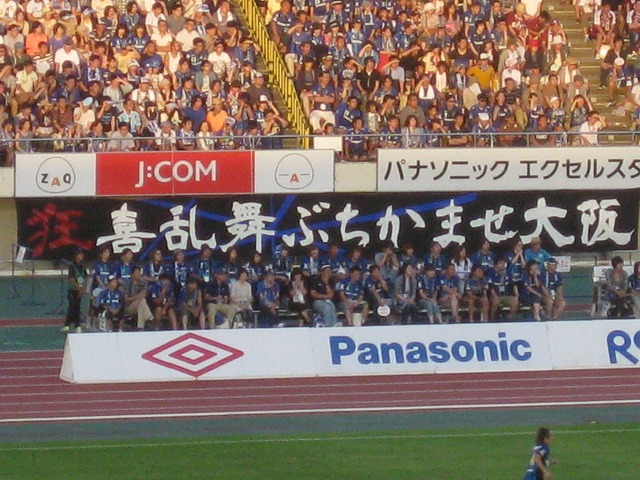 ZAQ
J:COM
A
パナソニック エクセルスタ
狂 喜乱舞ぶちかませ大阪
Panasonic